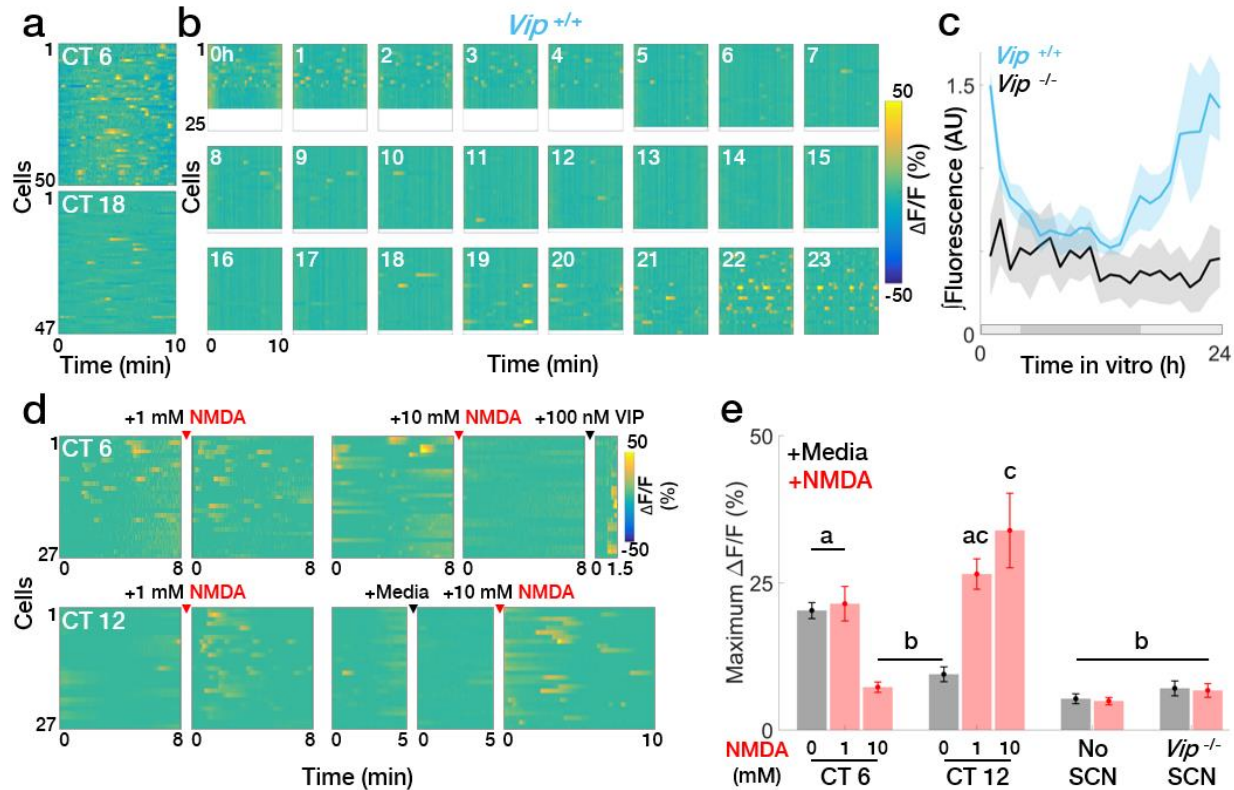 a
CT 6
1
50
Cells
CT 18
1
47
0
10
Time (min)
b
Vip +/+
1
25
Cells
0h
1
2
3
4
5
6
7
8
9
10
11
12
13
14
15
16
17
18
19
20
21
22
23
0
10
Time (min)
50
ΔF/F (%)
-50
c
Vip +/+
Vip -/-
1.5
0
∫Fluorescence (AU)
0
24
Time in vitro (h)
d
+1 mM NMDA
+10 mM NMDA
+100 nM VIP
CT 6
1
27
0 8
0 8
0 8
0 8
0 1.5
50
ΔF/F (%)
-50
Cells
+1 mM NMDA
+Media
+10 mM NMDA
CT 12
1
27
0 8
0 8
0 5
0 5
0 10
Time (min)
e
50
25
0
Maximum ΔF/F (%)
+Media
+NMDA
a
b
ac
c
b
NMDA (mM)
0 1 10
CT 6
0 1 10
CT 12
No SCN
Vip -/- SCN